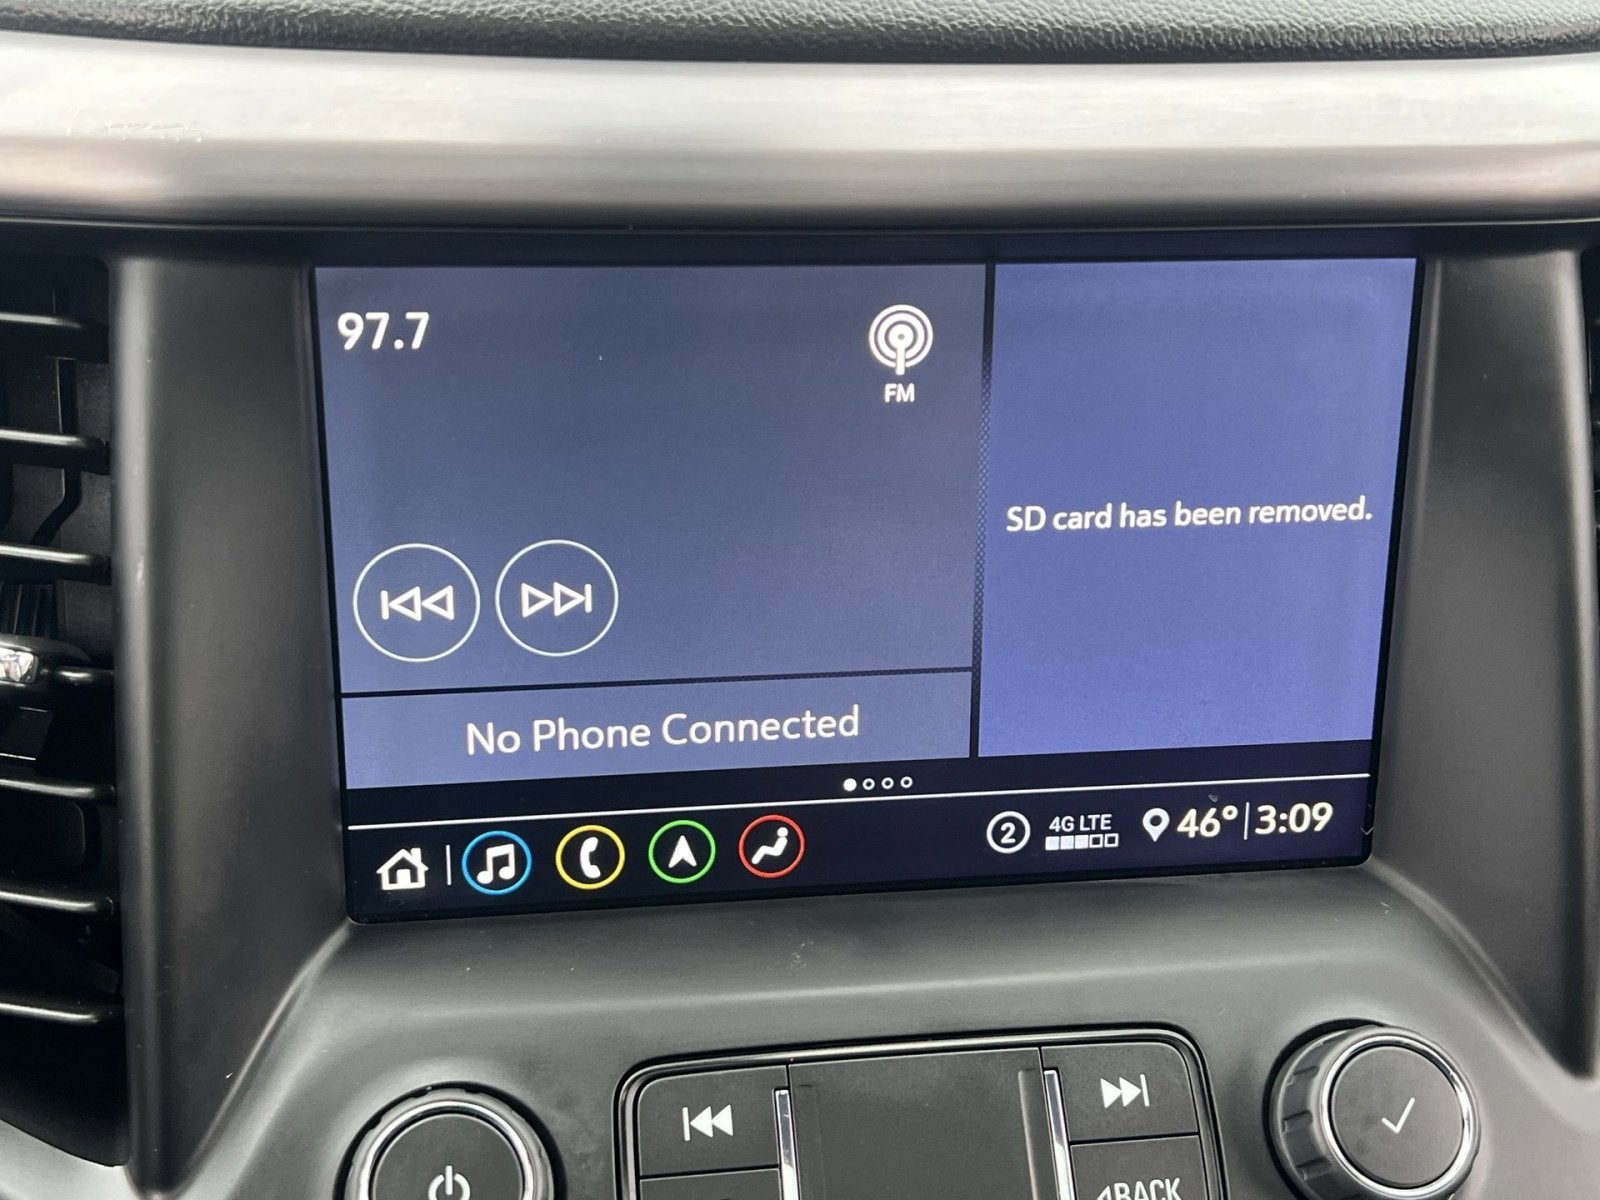 97.7
FM
SD card has been removed.
No Phone Connected
2
4G LTE
46° 3:09
BACK